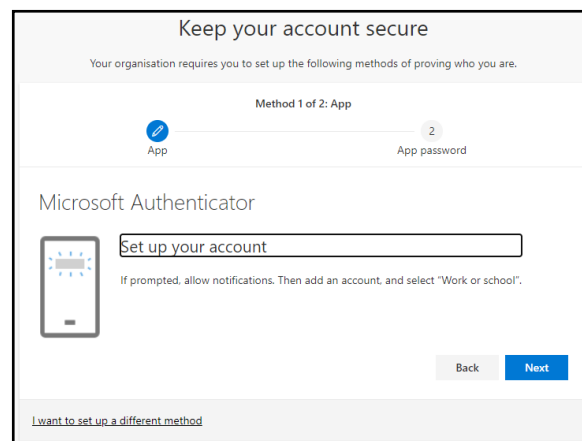 Keep your account secure
Your organisation requires you to set up the following methods of proving who you are.
Method 1 of 2: App
2
App
App password
Microsoft Authenticator
Set up your account
If prompted, allow notifications. Then add an account, and select “Work or school”.
Back
Next
I want to set up a different method